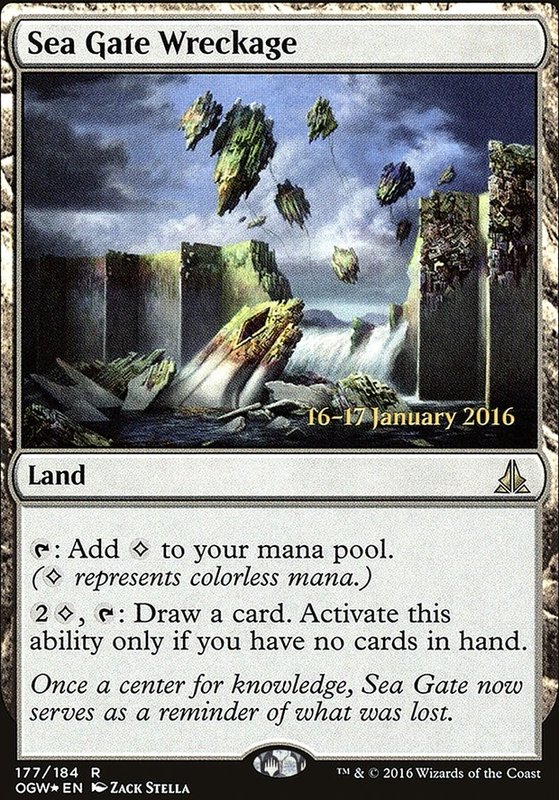 Sea Gate Wreckage
16–17 January 2016
Land
: Add to your mana pool.
( represents colorless mana.)
2 , : Draw a card. Activate this
ability only if you have no cards in hand.
Once a center for knowledge, Sea Gate now
serves as a reminder of what was lost.
177/184 R
OGW★EN Zack Stella
™ & © 2016 Wizards of the Coast